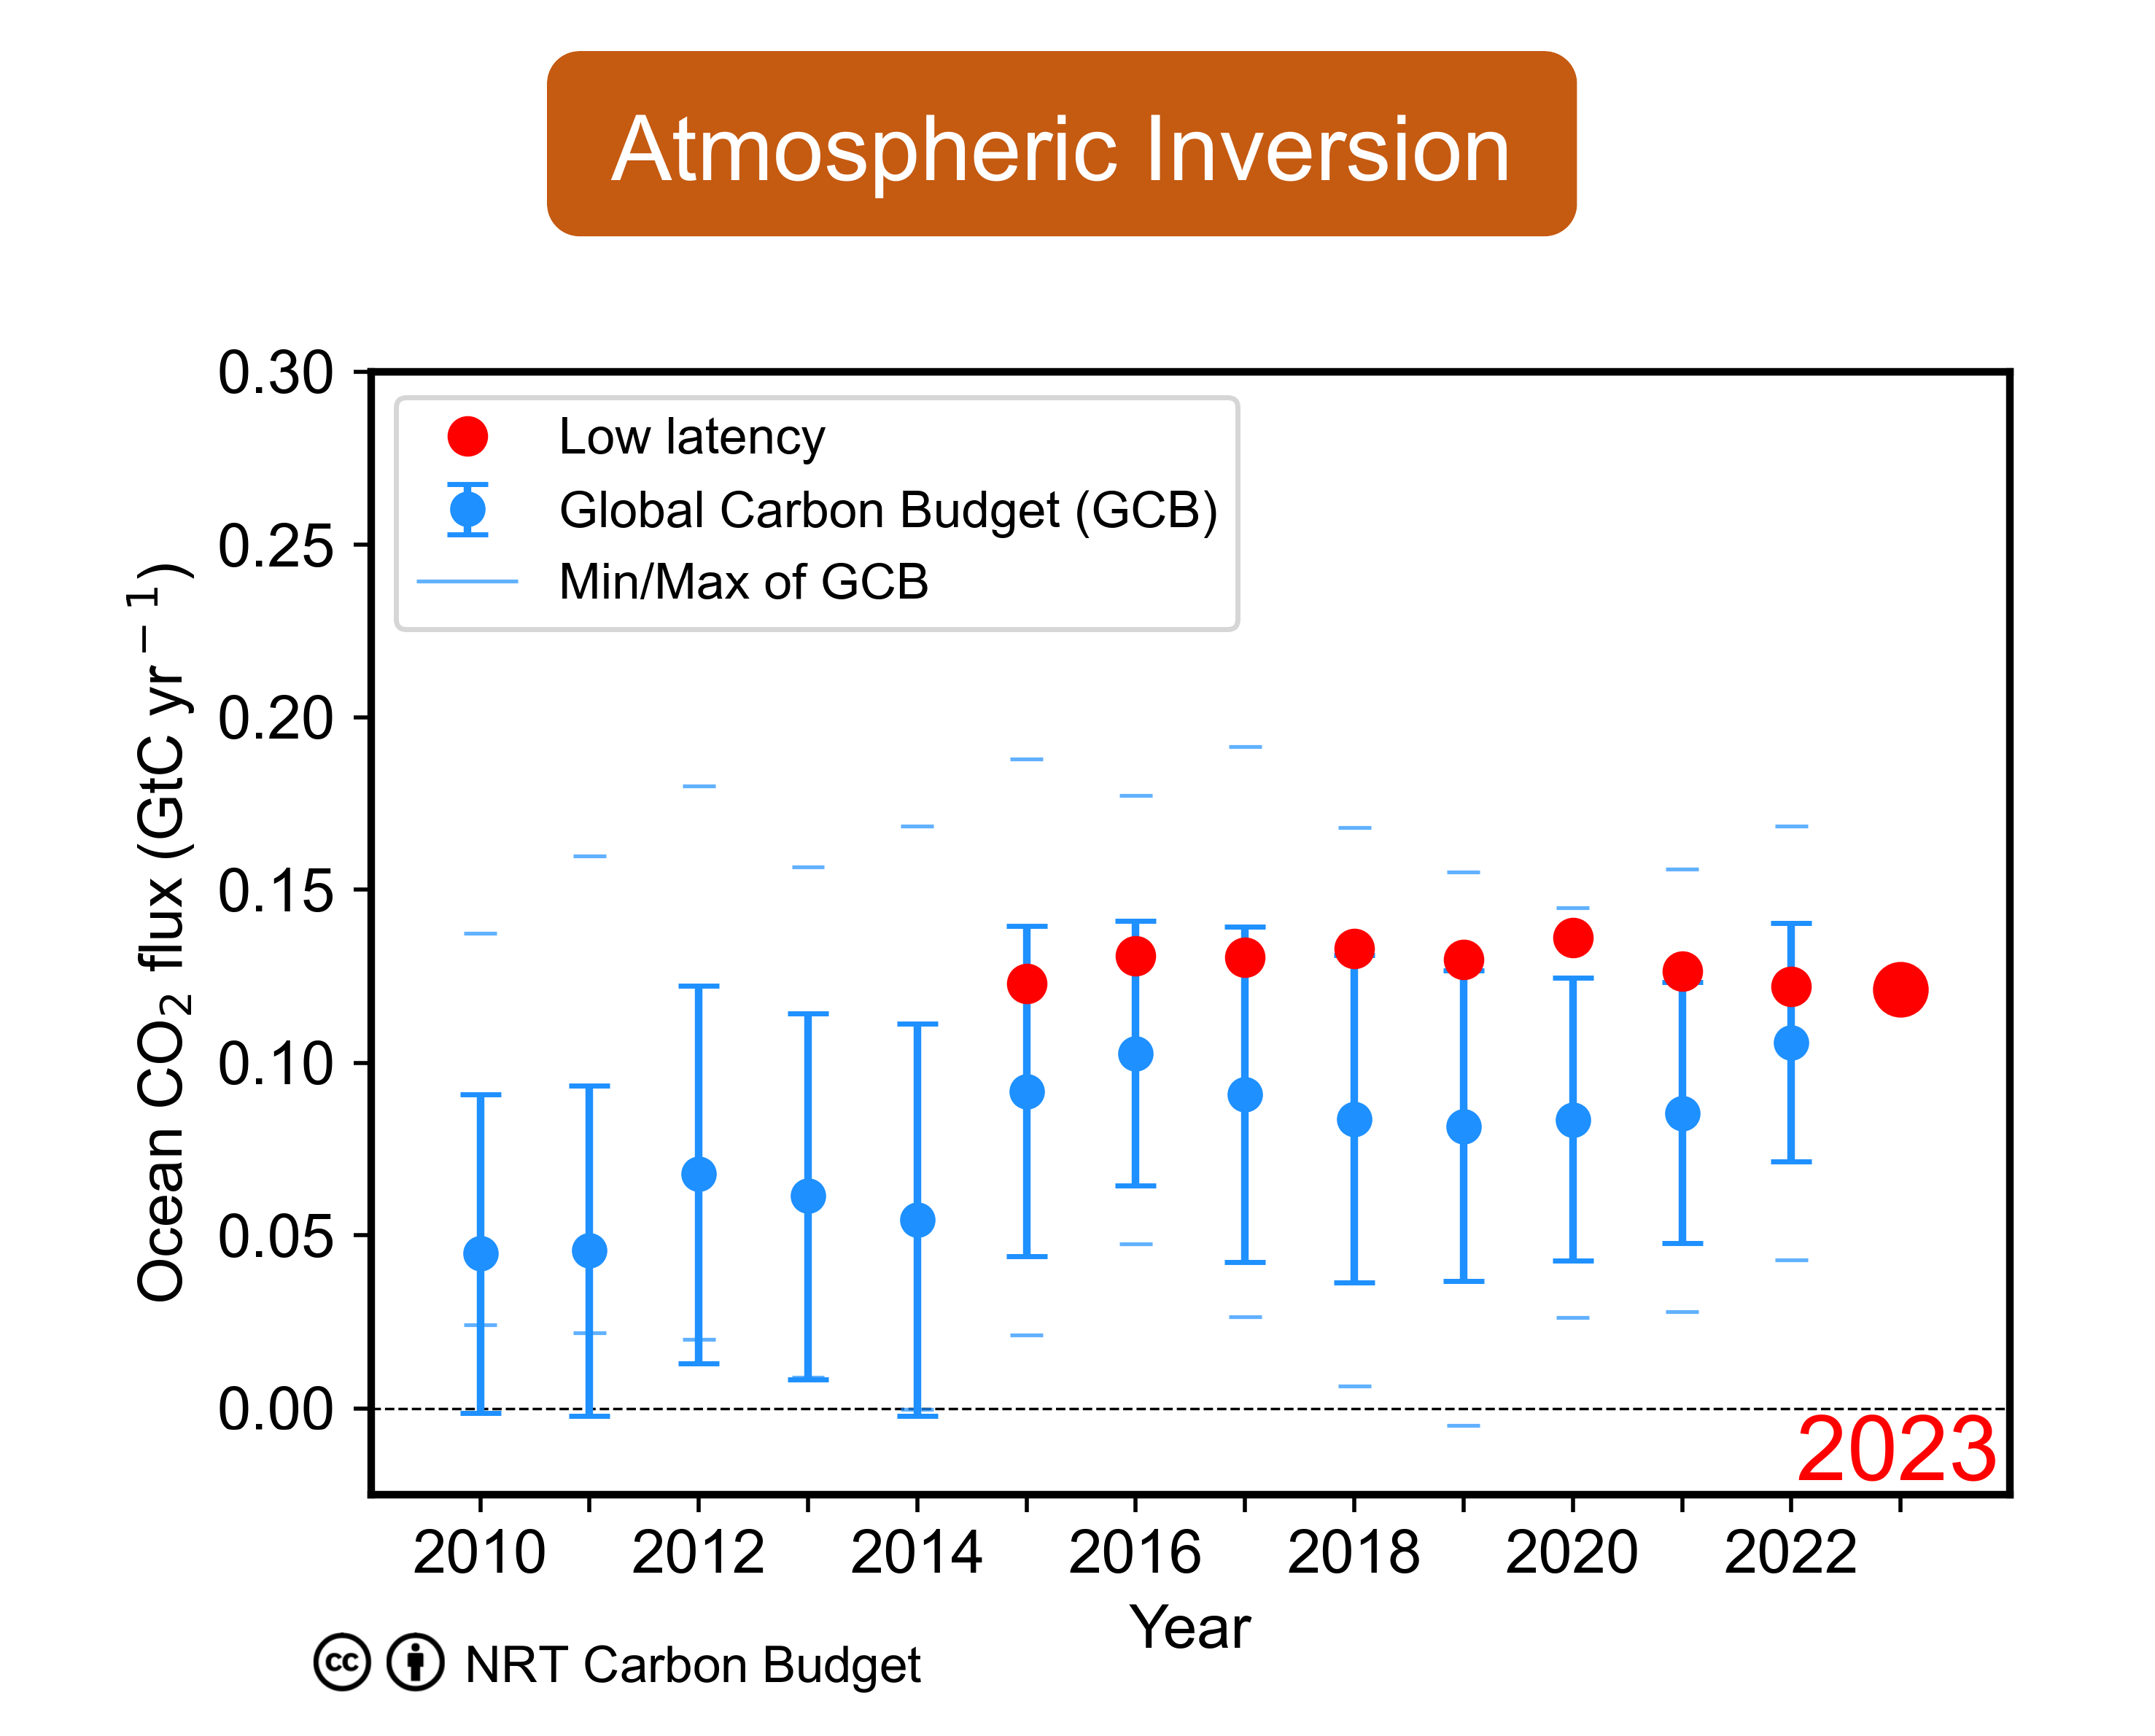 Atmospheric Inversion
0.30
0.25
0.20
0.15
0.10
0.05
0.00
Ocean CO₂ flux (GtC yr⁻¹)
Low latency
Global Carbon Budget (GCB)
Min/Max of GCB
2023
2010 2012 2014 2016 2018 2020 2022
Year
cc NRT Carbon Budget